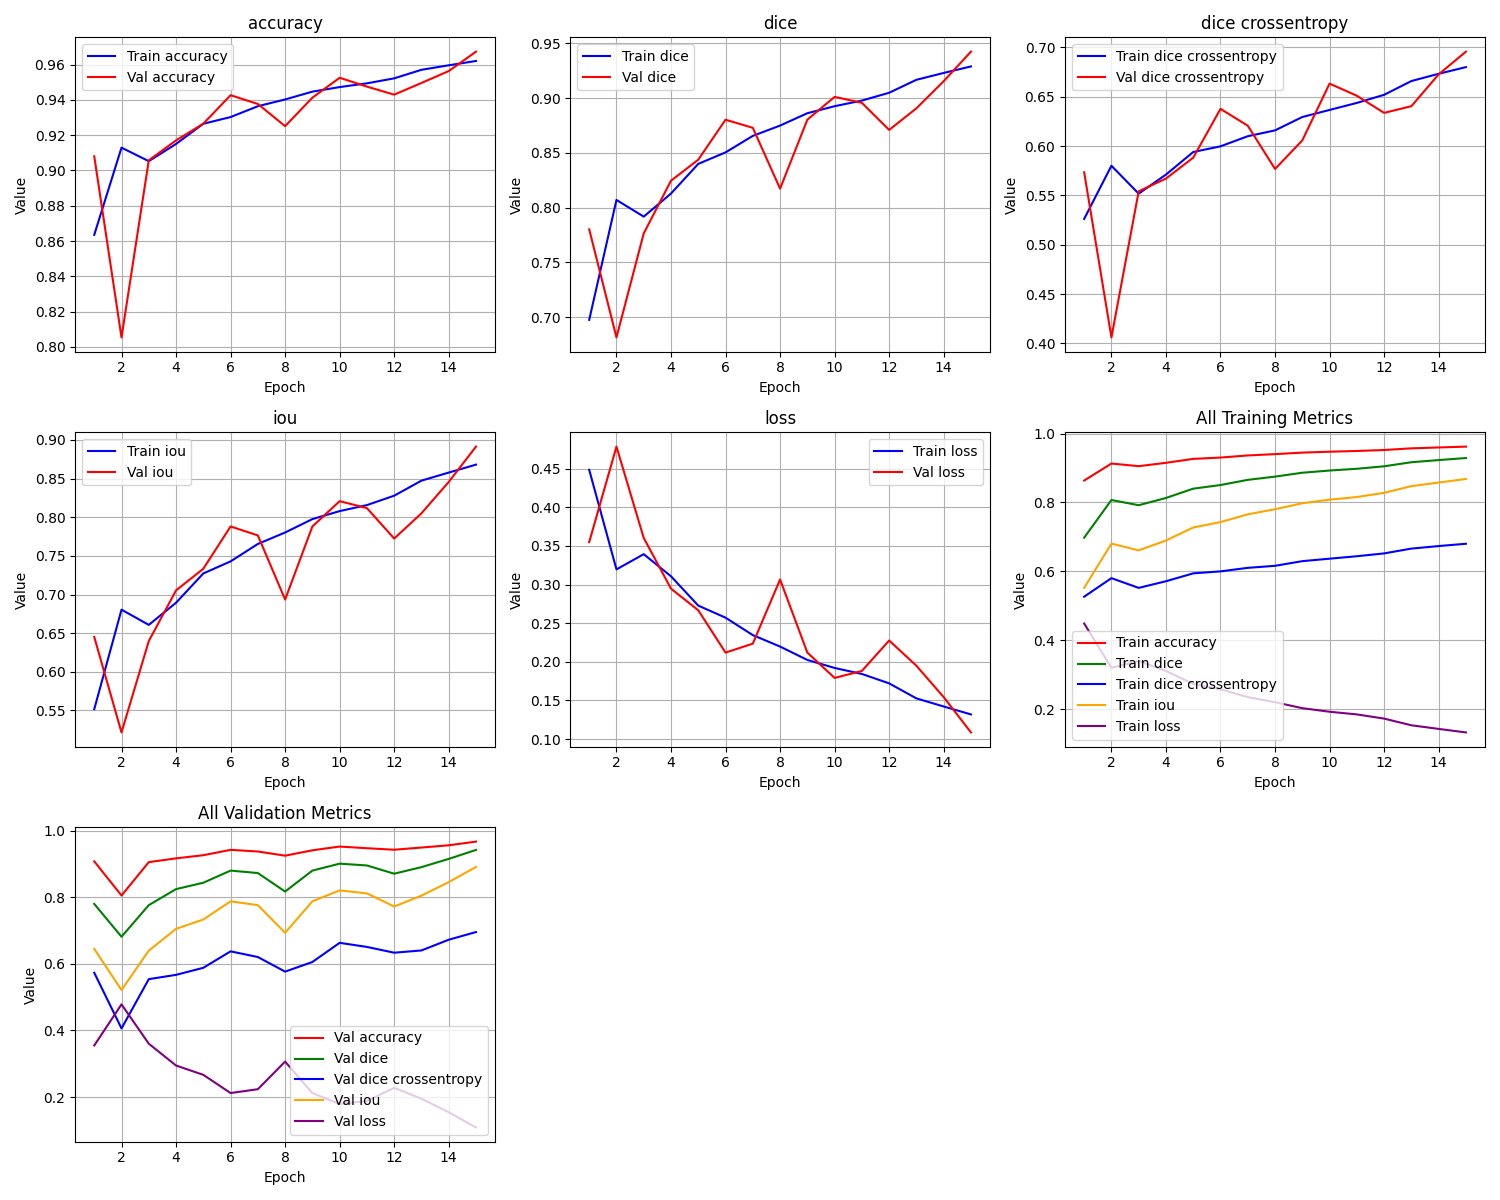 accuracy
Train accuracy
Val accuracy
0.96
0.94
0.92
0.90
0.88
0.86
0.84
0.82
0.80
Value
2 4 6 8 10 12 14
Epoch
dice
Train dice
Val dice
0.95
0.90
0.85
0.80
0.75
0.70
Value
2 4 6 8 10 12 14
Epoch
dice crossentropy
Train dice crossentropy
Val dice crossentropy
0.70
0.65
0.60
0.55
0.50
0.45
0.40
Value
2 4 6 8 10 12 14
Epoch
iou
Train iou
Val iou
0.90
0.85
0.80
0.75
0.70
0.65
0.60
0.55
Value
2 4 6 8 10 12 14
Epoch
loss
Train loss
Val loss
0.45
0.40
0.35
0.30
0.25
0.20
0.15
0.10
Value
2 4 6 8 10 12 14
Epoch
All Training Metrics
1.0
0.8
0.6
0.4
0.2
Value
Train accuracy
Train dice
Train dice crossentropy
Train iou
Train loss
2 4 6 8 10 12 14
Epoch
All Validation Metrics
1.0
0.8
0.6
0.4
0.2
Value
Val accuracy
Val dice
Val dice crossentropy
Val iou
Val loss
2 4 6 8 10 12 14
Epoch